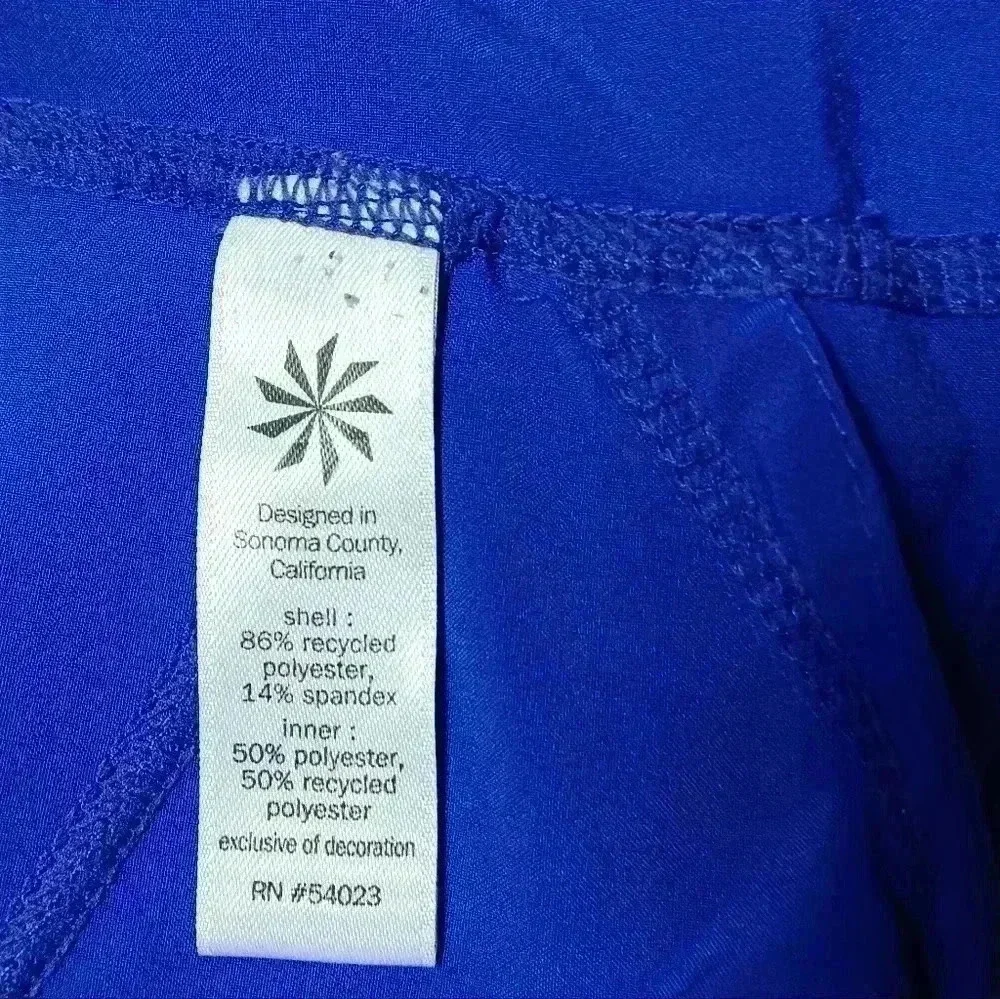 Designed in
Sonoma County,
California
shell :
86% recycled
polyester,
14% spandex
inner :
50% polyester,
50% recycled
polyester
exclusive of decoration
RN #54023